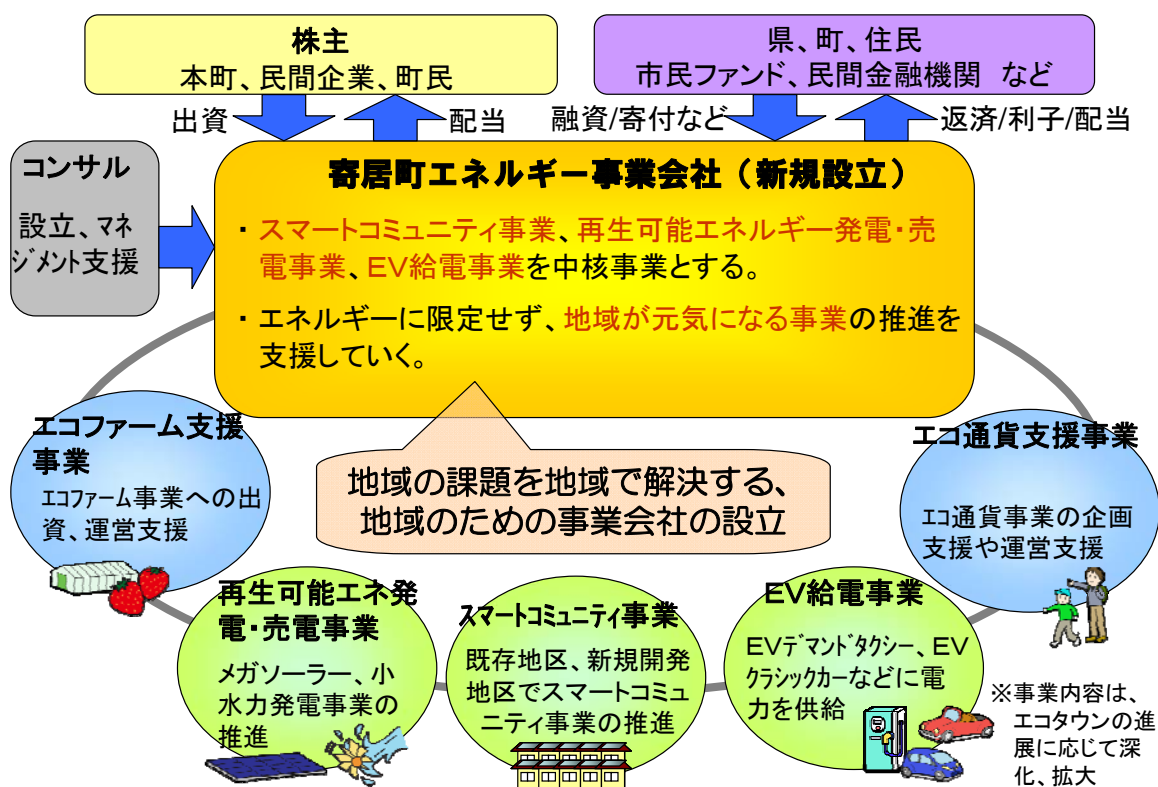 株主
本町、民間企業、町民
県、町、住民
市民ファンド、民間金融機関 など
出資
配当
融資/寄付など
返済/利子/配当
コンサル
設立、マネ
ジメント支援
寄居町エネルギー事業会社（新規設立）
・スマートコミュニティ事業、再生可能エネルギー発電・売
電事業、EV給電事業を中核事業とする。
・エネルギーに限定せず、地域が元気になる事業の推進を
支援していく。
地域の課題を地域で解決する、
地域のための事業会社の設立
エコファーム支援
事業
エコファーム事業への出
資、運営支援
再生可能エネ発
電・売電事業
メガソーラー、小
水力発電事業の
推進
スマートコミュニティ事業
既存地区、新規開発
地区でスマートコミュ
ニティ事業の推進
EV給電事業
EVデマンドタクシー、EV
クラシックカーなどに電
力を供給
エコ通貨支援事業
エコ通貨事業の企画
支援や運営支援
※事業内容は、
エコタウンの進
展に応じて深
化、拡大